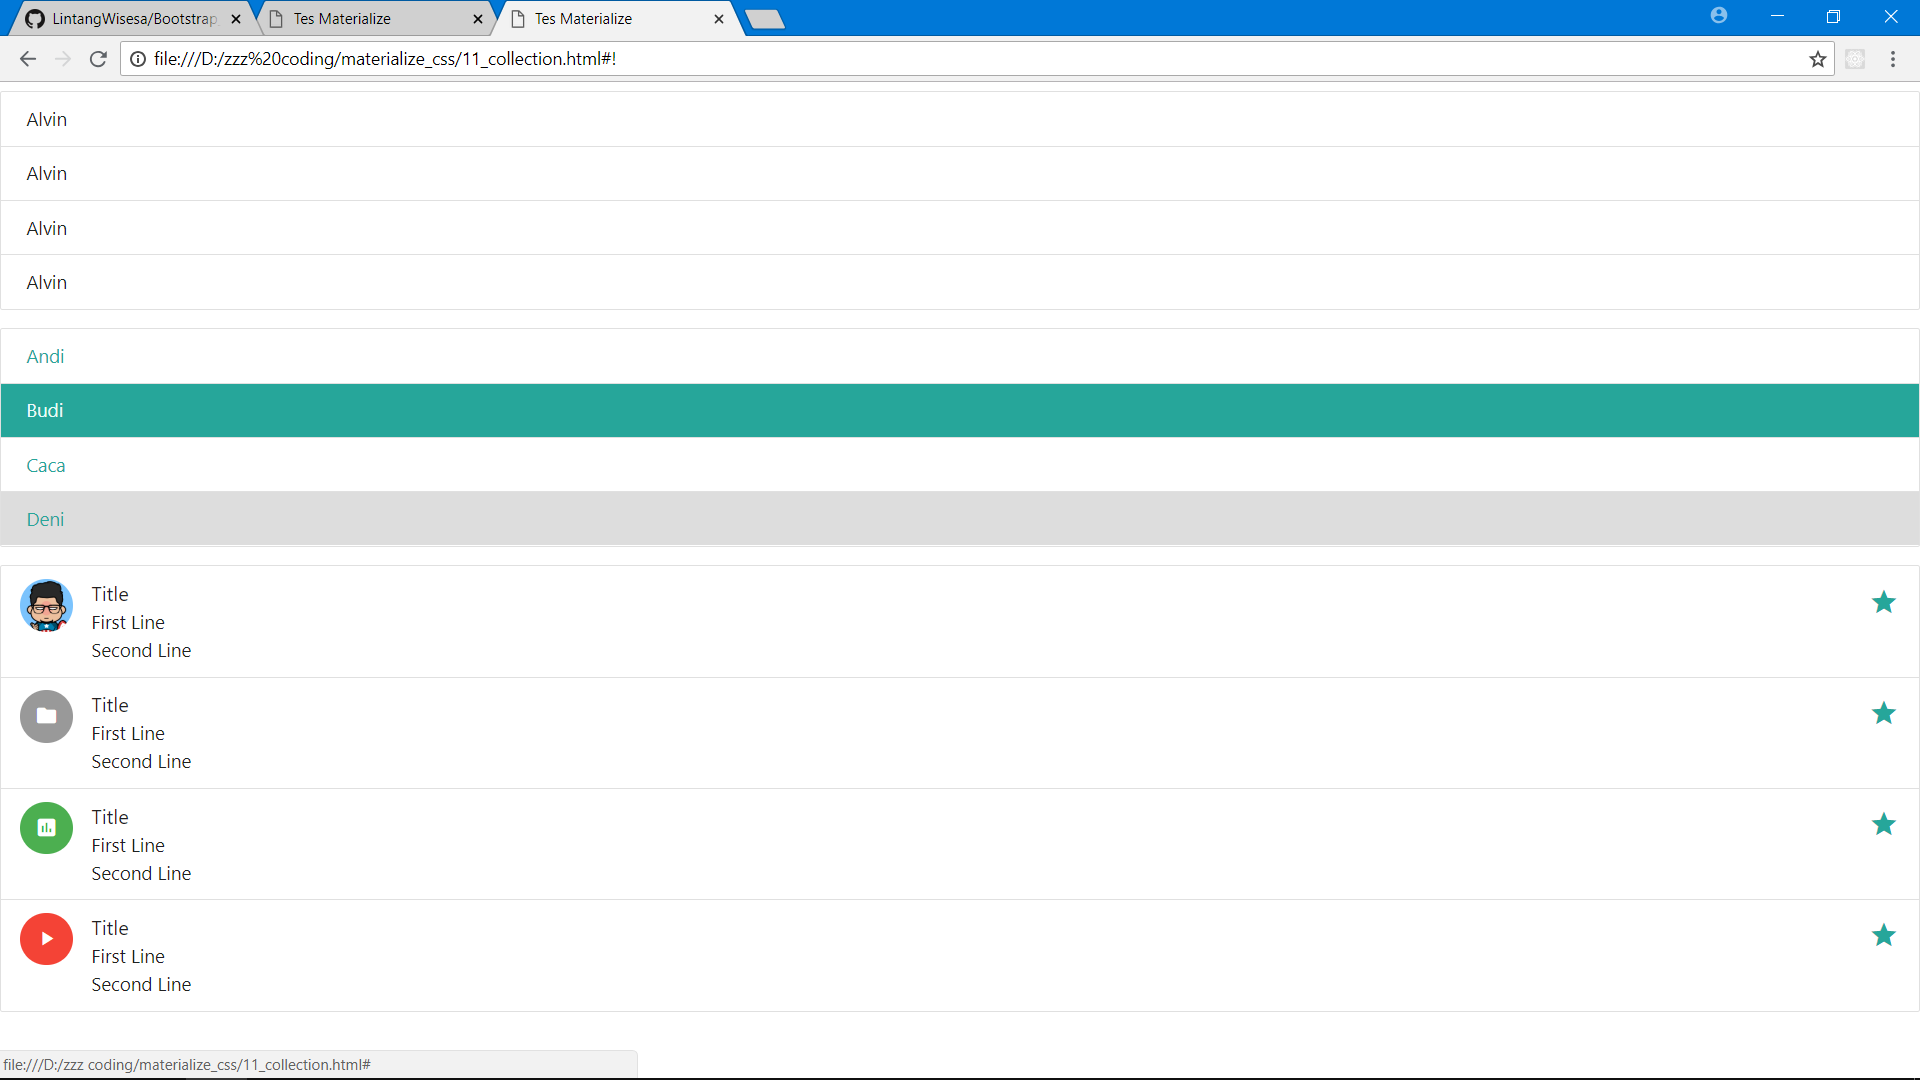 LintangWisesa/Bootstrap
Tes Materialize
Tes Materialize
file:///D:/zzz%20coding/materialize_css/11_collection.html#!
Alvin
Alvin
Alvin
Alvin
Andi
Budi
Caca
Deni
Title
First Line
Second Line
Title
First Line
Second Line
Title
First Line
Second Line
Title
First Line
Second Line
file:///D:/zzz coding/materialize_css/11_collection.html#